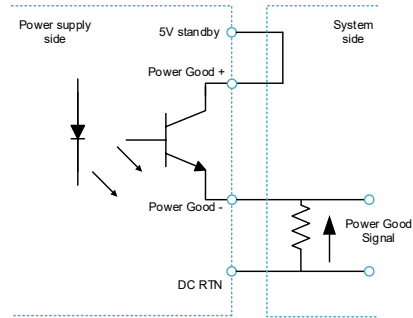 Power supply
side
5V standby
System
side
Power Good +
Power Good -
Power Good
Signal
DC RTN